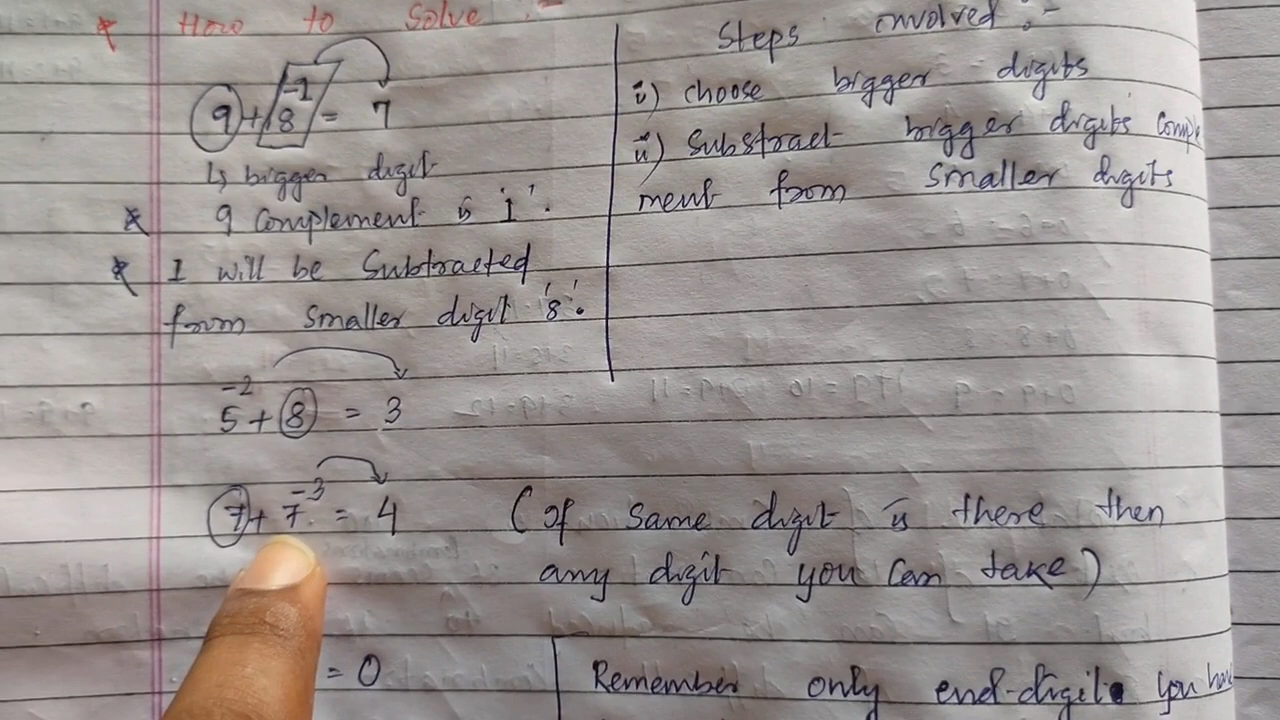 * How to Solve :-
9 + 8 -1 = 7
↳ bigger digit
* 9 complement is '1'.
* 1 will be Subtracted
from smaller digit '8'.
-2
5 + 8 = 3
-3
7 + 7 = 4
(If same digit is there then
any digit you can take)
= 0
Steps involved :-
i) choose bigger digits
ii) Substract bigger digits comple
ment from smaller digits
Remember only end-digit you have